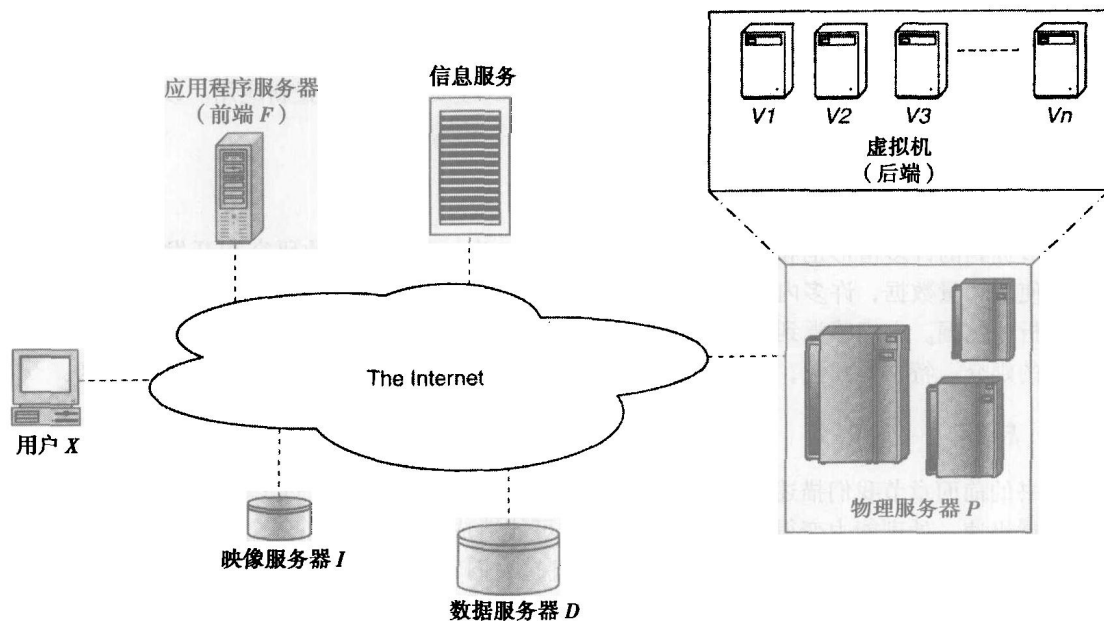 应用程序服务器
（前端 F）
信息服务
V1 V2 V3 Vn
虚拟机
（后端）
The Internet
用户 X
映像服务器 I
数据服务器 D
物理服务器 P